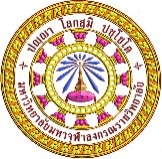 ปญฺญา โลกสฺมิ ปชฺโชโต
มหาวิทยาลัยมหาจุฬาลงกรณราชวิทยาลัย